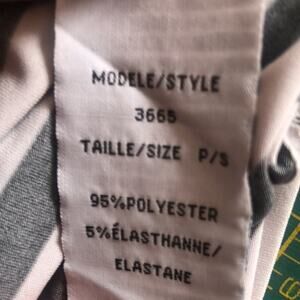 MODELE/STYLE
3665
TAILLE/SIZE P/S
95%POLYESTER
5%ÉLASTHANNE/
ELASTANE